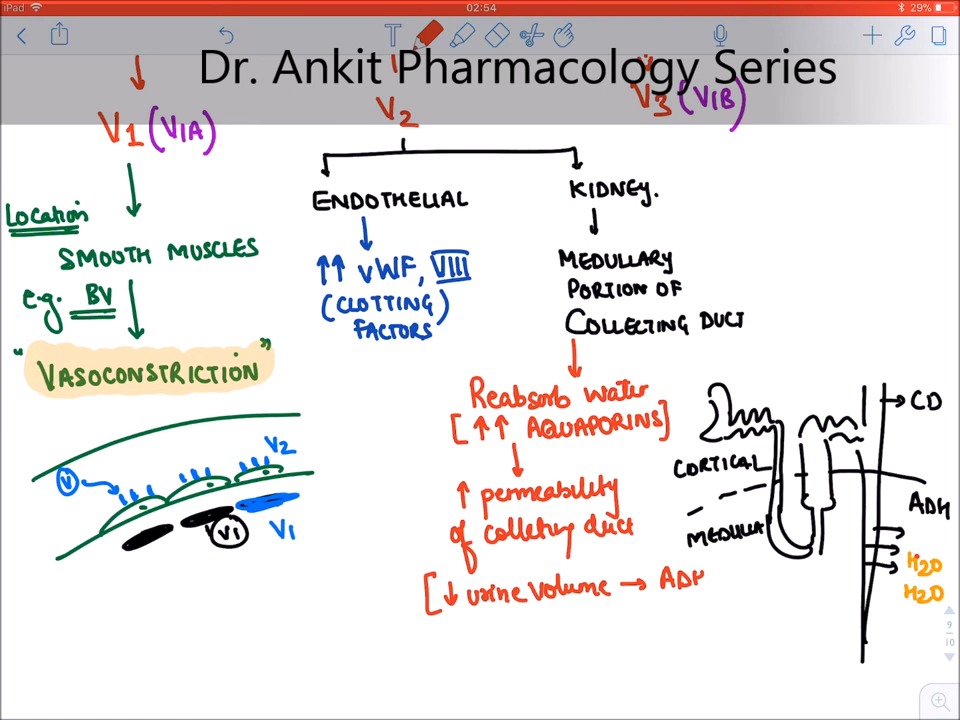 iPad
02:54
29%
T
Dr. Ankit Pharmacology Series
V1 (V1A)
V2
V3 (V1B)
Location
SMOOTH MUSCLES
e.g. BV
"VASOCONSTRICTION"
V2
V1
V1
ENDOTHELIAL
↑↑ vWF, VIII
(CLOTTING)
FACTORS
KIDNEY.
MEDULLARY
PORTION OF
COLLECTING DUCT
Reabsorb water
[↑↑ AQUAPORINS]
↑ permeability
of collecting duct
[↓ urine volume → ADH
CD
CORTICAL
MEDULLA
ADH
H2O
H2O
9
10